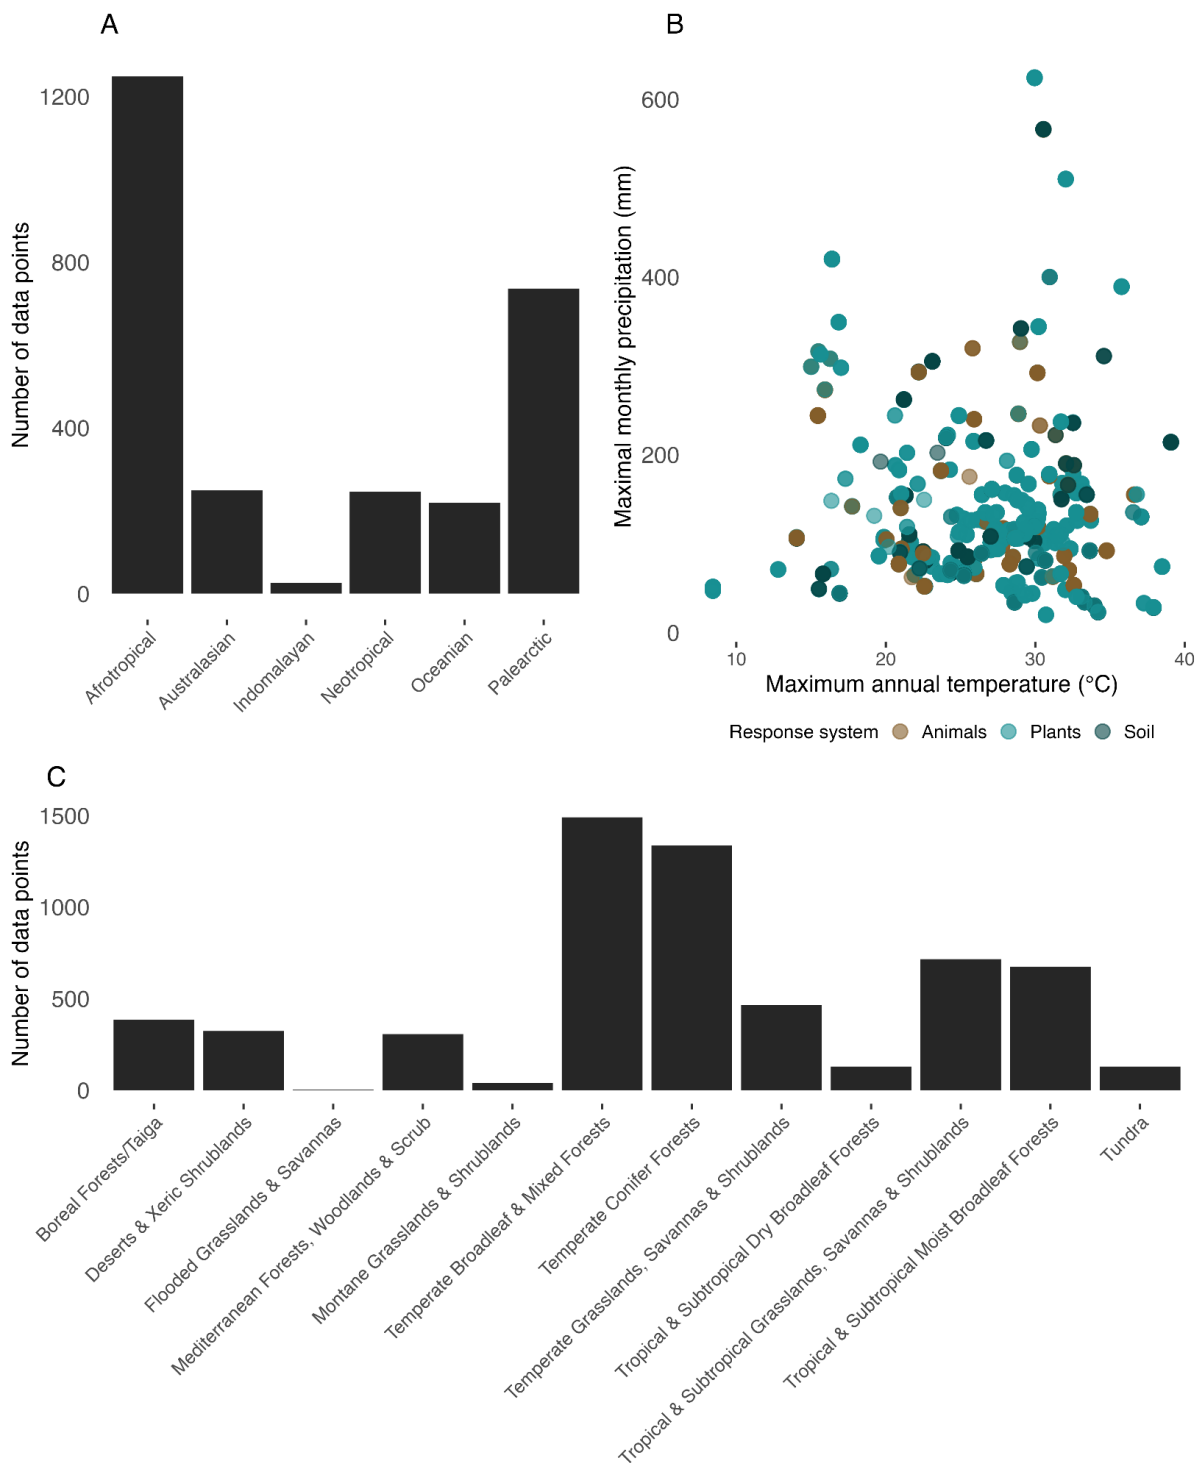 A
Number of data points
1200
800
400
0
Afrotropical
Australasian
Indomalayan
Neotropical
Oceanian
Palearctic
B
Maximal monthly precipitation (mm)
600
400
200
0
10
20
30
40
Maximum annual temperature (°C)
Response system
Animals
Plants
Soil
C
Number of data points
1500
1000
500
0
Boreal Forests/Taiga
Deserts & Xeric Shrublands
Flooded Grasslands & Savannas
Mediterranean Forests, Woodlands & Scrub
Montane Grasslands & Shrublands
Temperate Broadleaf & Mixed Forests
Temperate Conifer Forests
Temperate Grasslands, Savannas & Shrublands
Tropical & Subtropical Dry Broadleaf Forests
Tropical & Subtropical Grasslands, Savannas & Shrublands
Tropical & Subtropical Moist Broadleaf Forests
Tundra